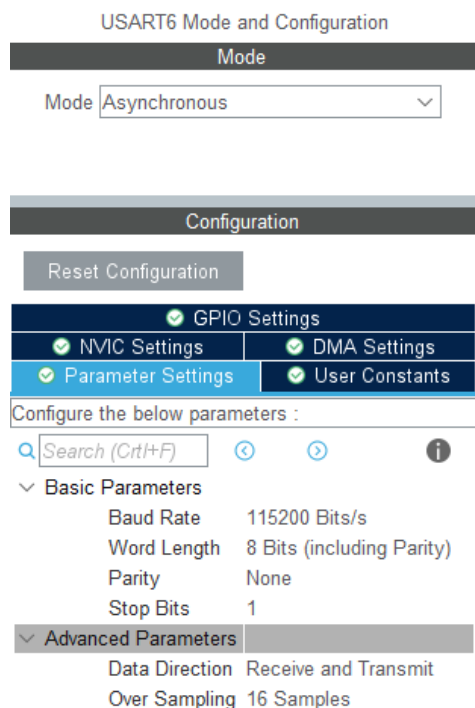 USART6 Mode and Configuration
Mode
Mode Asynchronous
Configuration
Reset Configuration
GPIO Settings
NVIC Settings DMA Settings
Parameter Settings User Constants
Configure the below parameters :
Search (Crtl+F)
Basic Parameters
Baud Rate 115200 Bits/s
Word Length 8 Bits (including Parity)
Parity None
Stop Bits 1
Advanced Parameters
Data Direction Receive and Transmit
Over Sampling 16 Samples